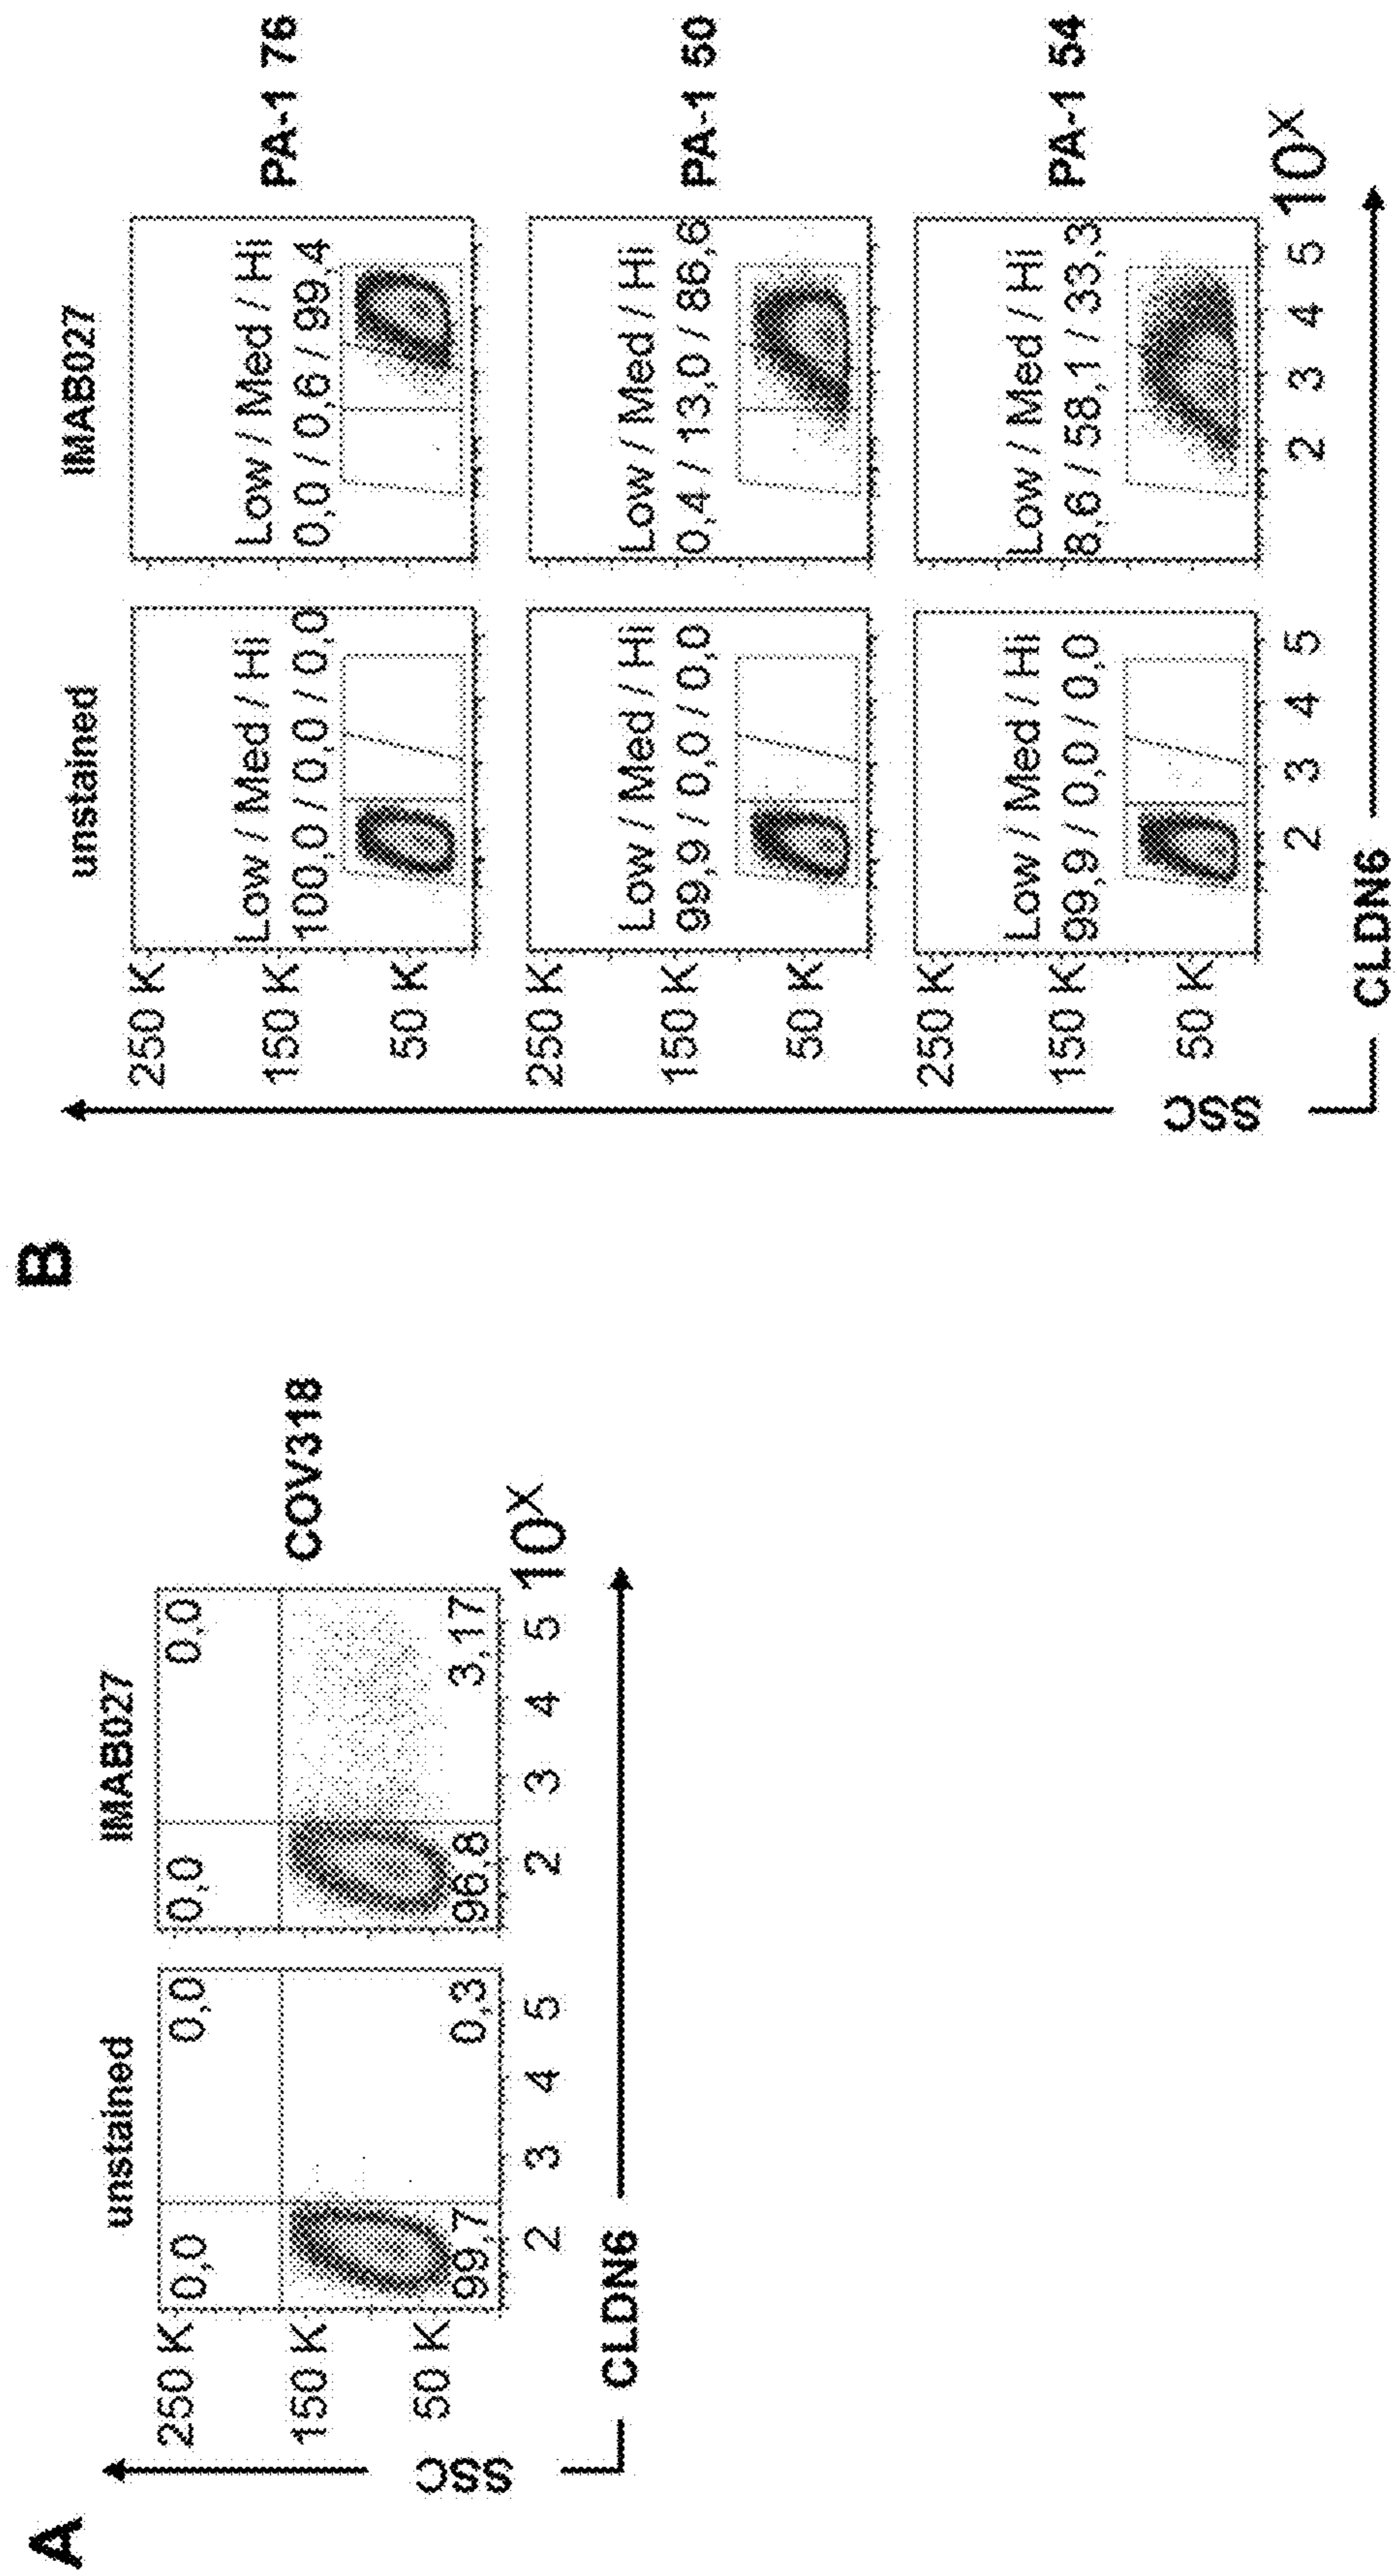 A
unstained
IMAB027
250 K
150 K
50 K
0,0
0,0
99,7
0,3
0,0
0,0
96,8
3,17
COV318
2 3 4 5
2 3 4 5
10X
SSC
CLDN6
B
unstained
IMAB027
250 K
150 K
50 K
Low / Med / Hi
100,0 / 0,0 / 0,0
Low / Med / Hi
0,0 / 0,6 / 99,4
PA-1 76
250 K
150 K
50 K
Low / Med / Hi
99,9 / 0,0 / 0,0
Low / Med / Hi
0,4 / 13,0 / 86,6
PA-1 50
250 K
150 K
50 K
Low / Med / Hi
99,9 / 0,0 / 0,0
Low / Med / Hi
8,6 / 58,1 / 33,3
PA-1 54
2 3 4 5
2 3 4 5
10X
SSC
CLDN6